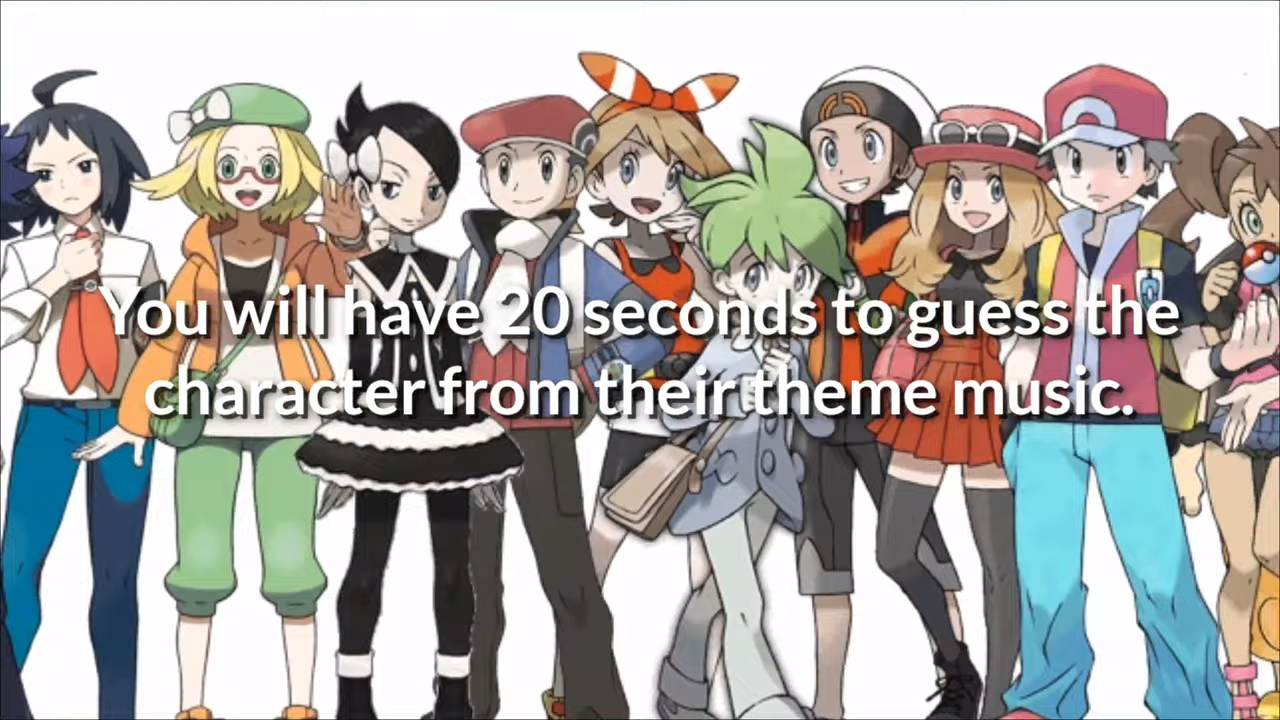 You will have 20 seconds to guess the
character from their theme music.